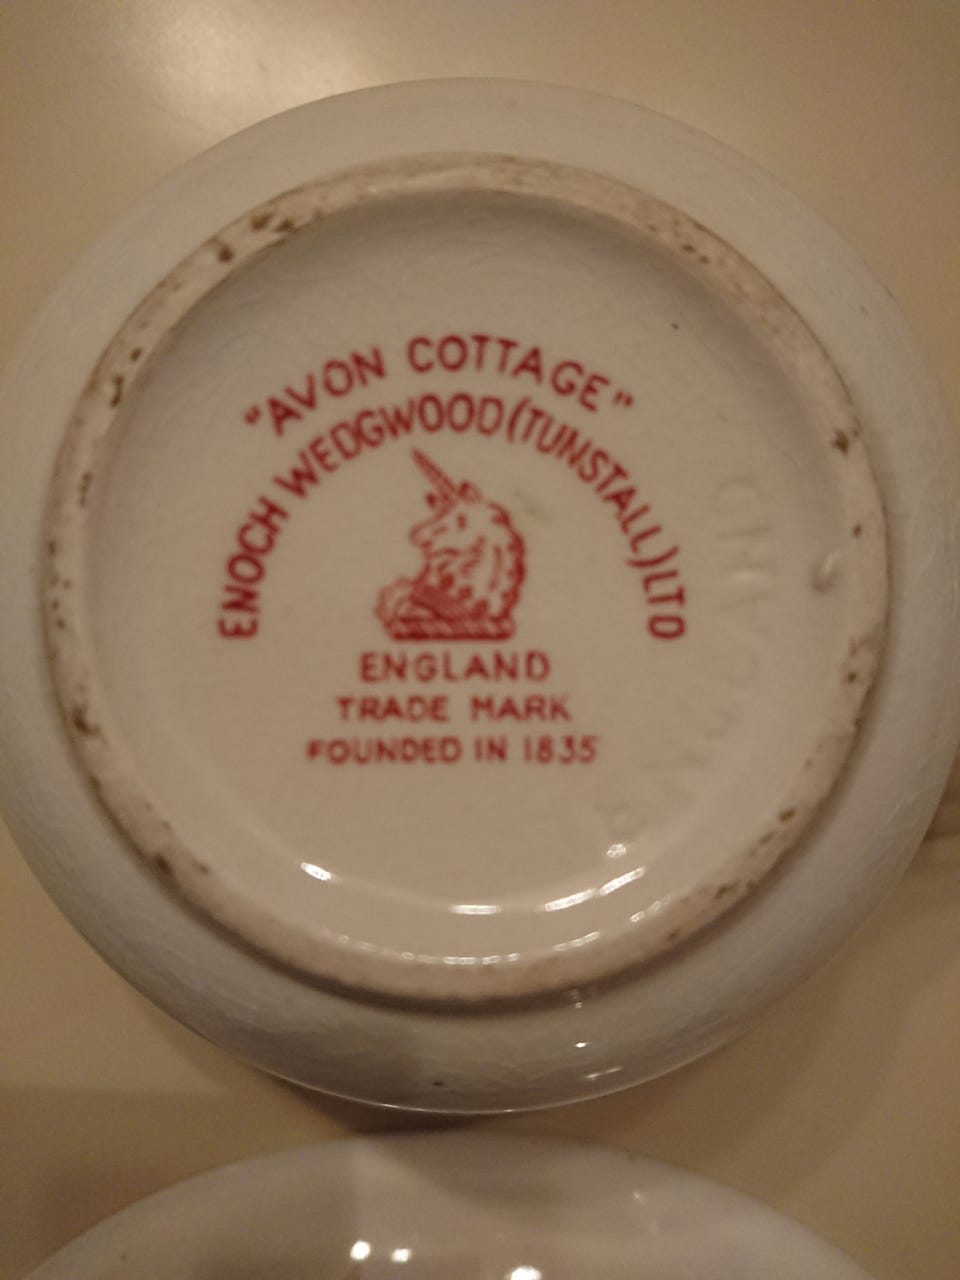 "AVON COTTAGE"
ENOCH WEDGWOOD (TUNSTALL) LTD
ENGLAND
TRADE MARK
FOUNDED IN 1835